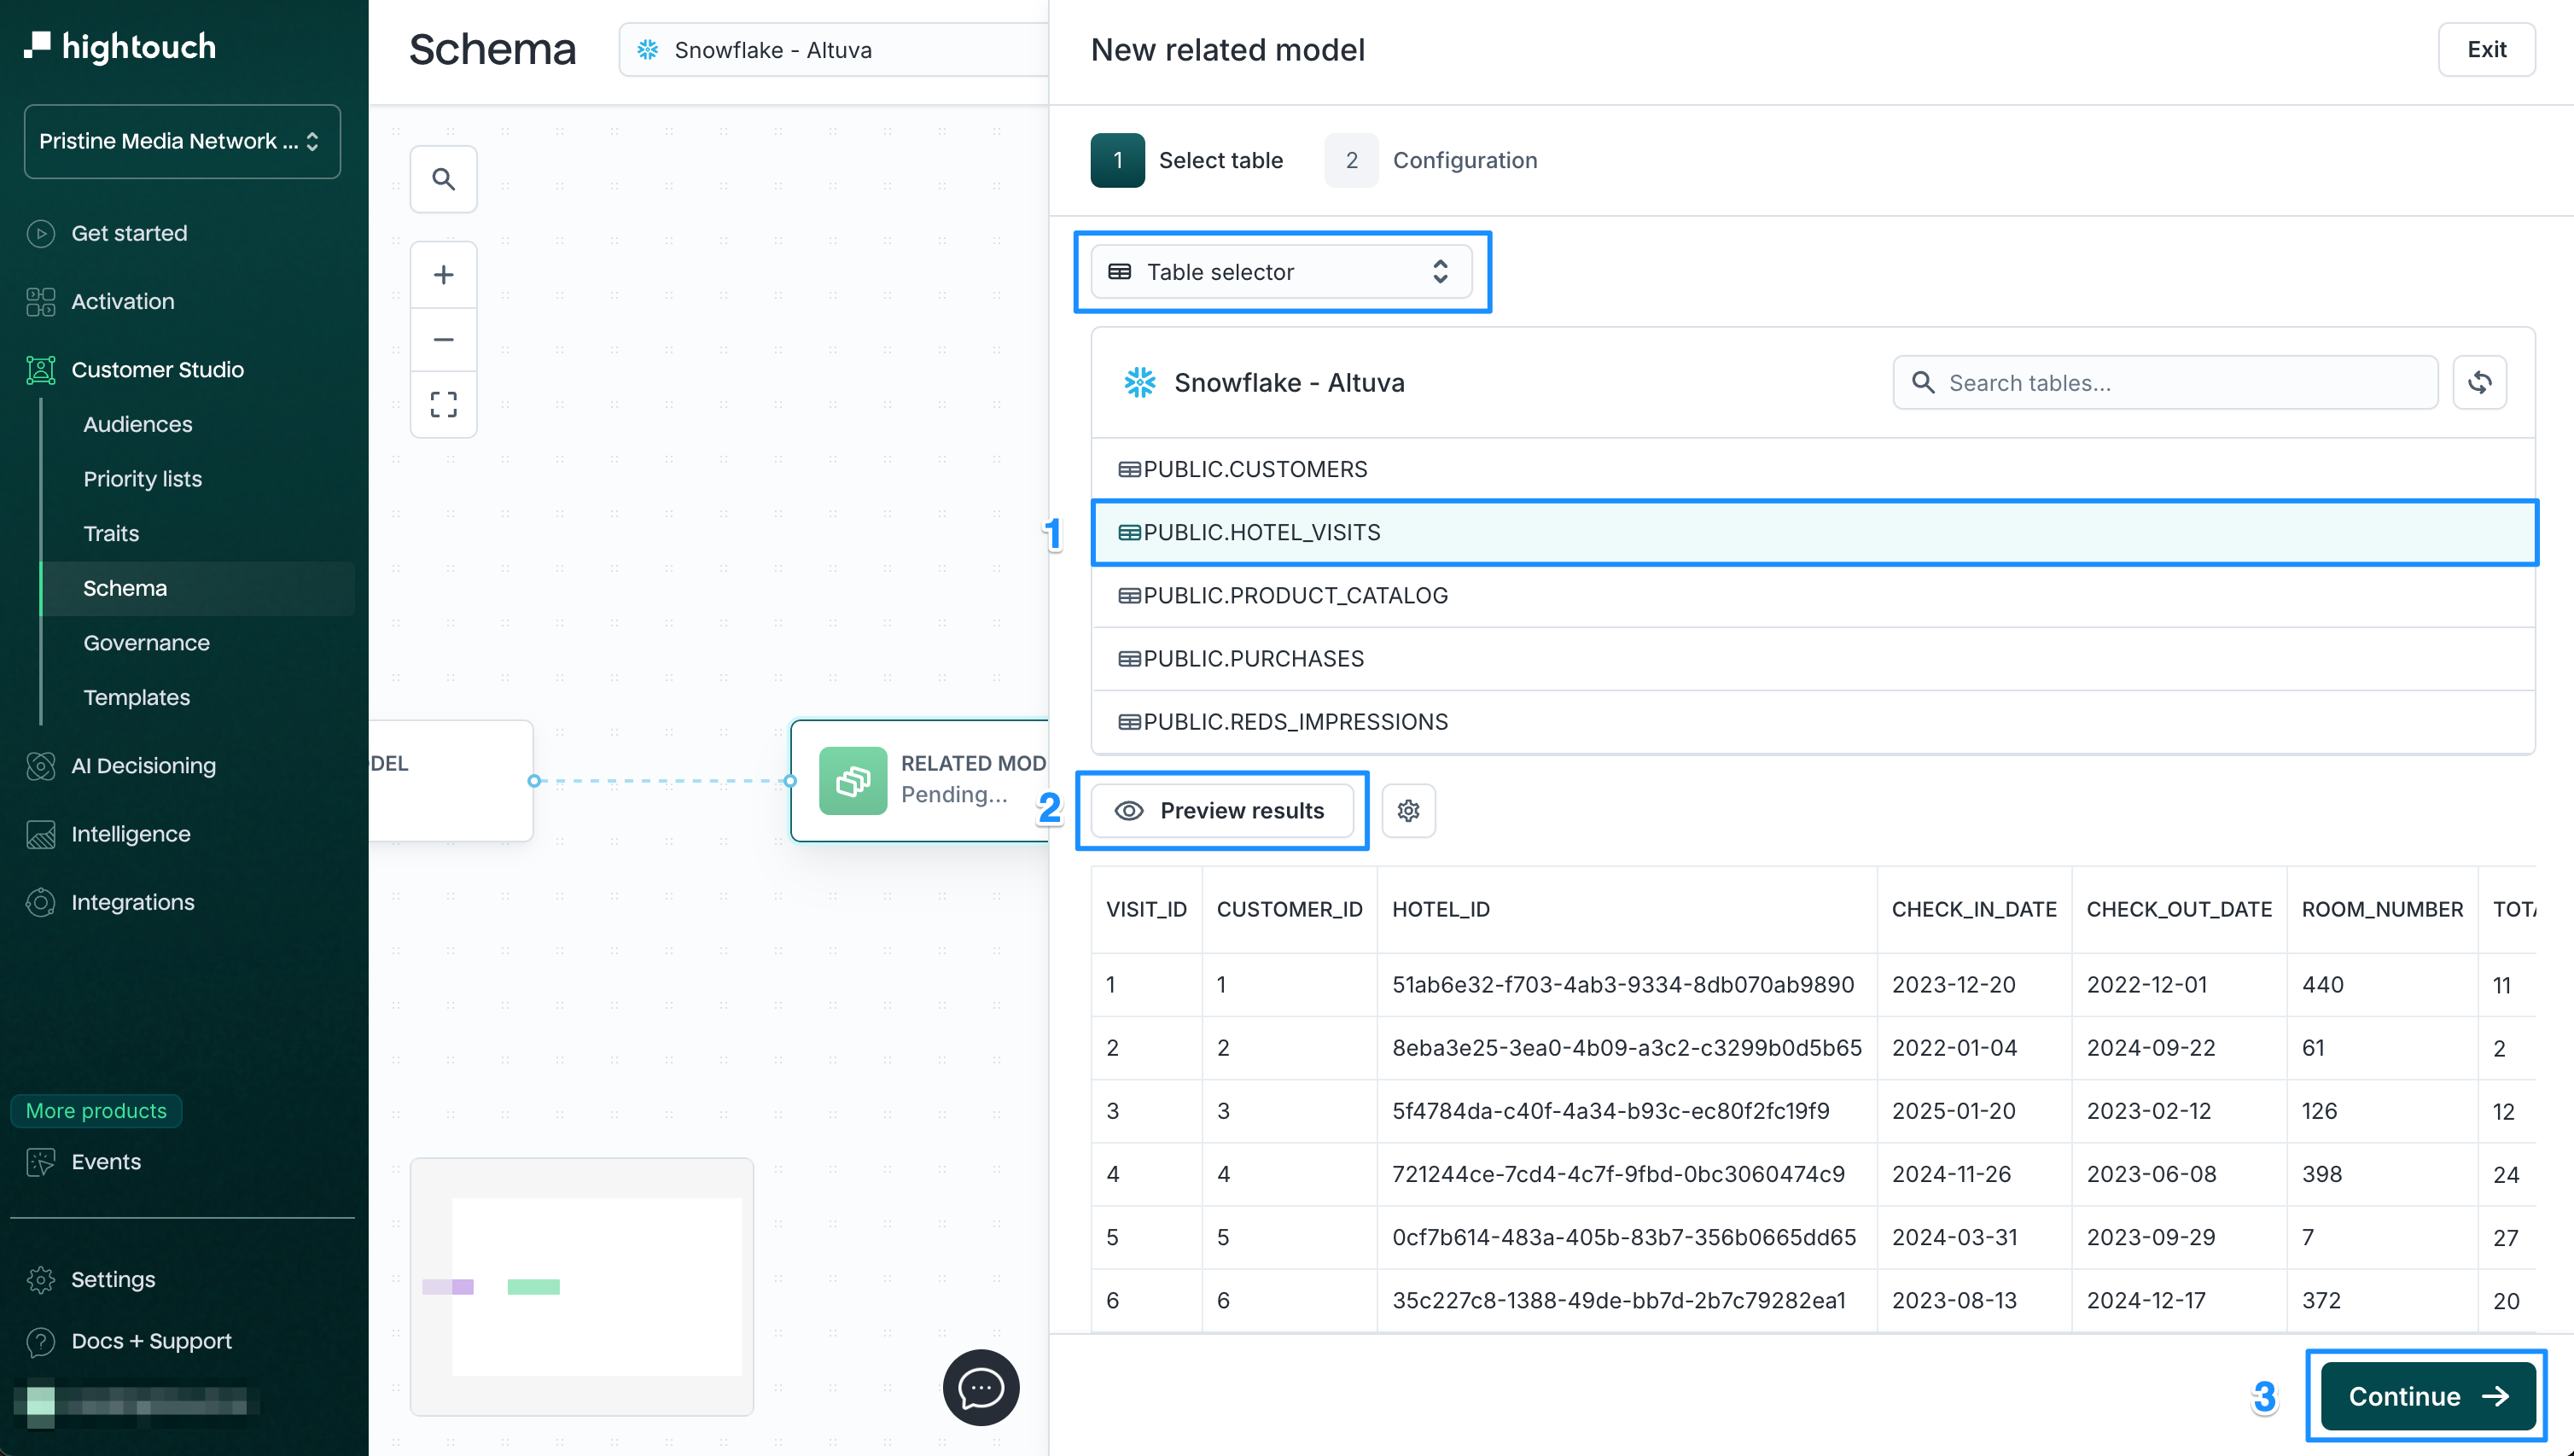 hightouch
Pristine Media Network ...
Get started
Activation
Customer Studio
Audiences
Priority lists
Traits
Schema
Governance
Templates
AI Decisioning
Intelligence
Integrations
More products
Events
Settings
Docs + Support
Schema
Snowflake - Altuva
DEL
RELATED MOD
Pending...
New related model
Exit
1 Select table
2 Configuration
Table selector
Snowflake - Altuva
Search tables...
PUBLIC.CUSTOMERS
1
PUBLIC.HOTEL_VISITS
PUBLIC.PRODUCT_CATALOG
PUBLIC.PURCHASES
PUBLIC.REDS_IMPRESSIONS
2
Preview results
VISIT_ID CUSTOMER_ID HOTEL_ID CHECK_IN_DATE CHECK_OUT_DATE ROOM_NUMBER TOTA
1 1 51ab6e32-f703-4ab3-9334-8db070ab9890 2023-12-20 2022-12-01 440 11
2 2 8eba3e25-3ea0-4b09-a3c2-c3299b0d5b65 2022-01-04 2024-09-22 61 2
3 3 5f4784da-c40f-4a34-b93c-ec80f2fc19f9 2025-01-20 2023-02-12 126 12
4 4 721244ce-7cd4-4c7f-9fbd-0bc3060474c9 2024-11-26 2023-06-08 398 24
5 5 0cf7b614-483a-405b-83b7-356b0665dd65 2024-03-31 2023-09-29 7 27
6 6 35c227c8-1388-49de-bb7d-2b7c79282ea1 2023-08-13 2024-12-17 372 20
3
Continue